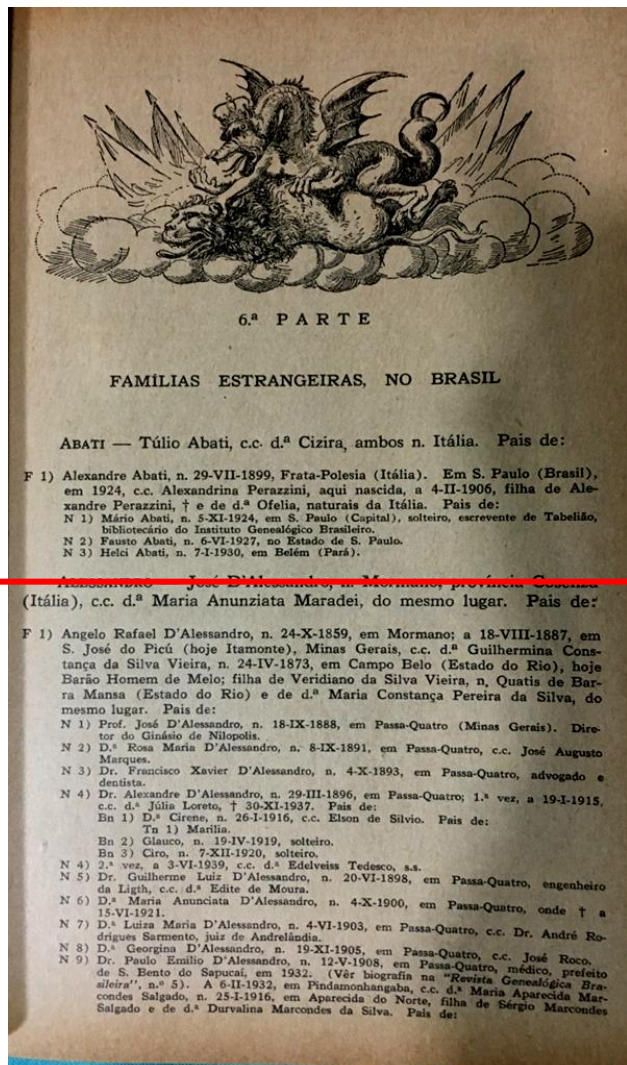 6.ª PARTE
FAMÍLIAS ESTRANGEIRAS, NO BRASIL
ABATI — Túlio Abati, c.c. d.ª Cizira, ambos n. Itália. Pais de:
F 1) Alexandre Abati, n. 29-VII-1899, Frata-Polesia (Itália). Em S. Paulo (Brasil),
em 1924, c.c. Alexandrina Perazzini, aqui nascida, a 4-II-1906, filha de Ale-
xandre Perazzini, † e de d.ª Ofelia, naturais da Itália. Pais de:
N 1) Mário Abati, n. 5-XI-1924, em S. Paulo (Capital), solteiro, escrevente de Tabelião,
bibliotecário do Instituto Genealógico Brasileiro.
N 2) Fausto Abati, n. 6-VI-1927, no Estado de S. Paulo.
N 3) Helci Abati, n. 7-I-1930, em Belém (Pará).
ALESSANDRO — José D'Alessandro, n. Mormano, província Cosenza
(Itália), c.c. d.ª Maria Anunziata Maradei, do mesmo lugar. Pais de:
F 1) Angelo Rafael D'Alessandro, n. 24-X-1859, em Mormano; a 18-VIII-1887, em
S. José do Picú (hoje Itamonte), Minas Gerais, c.c. d.ª Guilhermina Cons-
tança da Silva Vieira, n. 24-IV-1873, em Campo Belo (Estado do Rio), hoje
Barão Homem de Melo; filha de Veridiano da Silva Vieira, n, Quatis de Bar-
ra Mansa (Estado do Rio) e de d.ª Maria Constança Pereira da Silva, do
mesmo lugar. Pais de:
N 1) Prof. José D'Alessandro, n. 18-IX-1888, em Passa-Quatro (Minas Gerais). Dire-
tor do Ginásio de Nilopolis.
N 2) D.ª Rosa Maria D'Alessandro, n. 8-IX-1891, em Passa-Quatro, c.c. José Augusto
Marques.
N 3) Dr. Francisco Xavier D'Alessandro, n. 4-X-1893, em Passa-Quatro, advogado e
dentista.
N 4) Dr. Alexandre D'Alessandro, n. 29-III-1896, em Passa-Quatro; 1.ª vez, a 19-I-1915,
c.c. d.ª Júlia Loreto, † 30-XI-1937. Pais de:
Bn 1) D.ª Cirene, n. 26-I-1916, c.c. Elson de Silvio. Pais de:
Tn 1) Marilia.
Bn 2) Glauco, n. 19-IV-1919, solteiro.
Bn 3) Ciro, n. 7-XII-1920, solteiro.
N 4) 2.ª vez, a 3-VI-1939, c.c. d.ª Edelveiss Tedesco, s.s.
N 5) Dr. Guilherme Luiz D'Alessandro, n. 20-VI-1898, em Passa-Quatro, engenheiro
da Ligth, c.c. d.ª Edite de Moura.
N 6) D.ª Maria Anunciata D'Alessandro, n. 4-X-1900, em Passa-Quatro, onde † a
15-VI-1921.
N 7) D.ª Luiza Maria D'Alessandro, n. 4-VI-1903, em Passa-Quatro, c.c. Dr. André Ro-
drigues Sarmento, juiz de Andrelândia.
N 8) D.ª Georgina D'Alessandro, n. 19-XI-1905, em Passa-Quatro, c.c. José Roco.
N 9) Dr. Paulo Emilio D'Alessandro, n. 12-V-1908, em Passa-Quatro, médico, prefeito
de S. Bento do Sapucaí, em 1932. (Vêr biografia na "Revista Genealógica Bra-
sileira", n.º 5). A 6-II-1932, em Pindamonhangaba, c.c. d.ª Maria Aparecida Mar-
condes Salgado, n. 25-I-1916, em Aparecida do Norte, filha de Sérgio Marcondes
Salgado e de d.ª Durvalina Marcondes da Silva. Pais de: